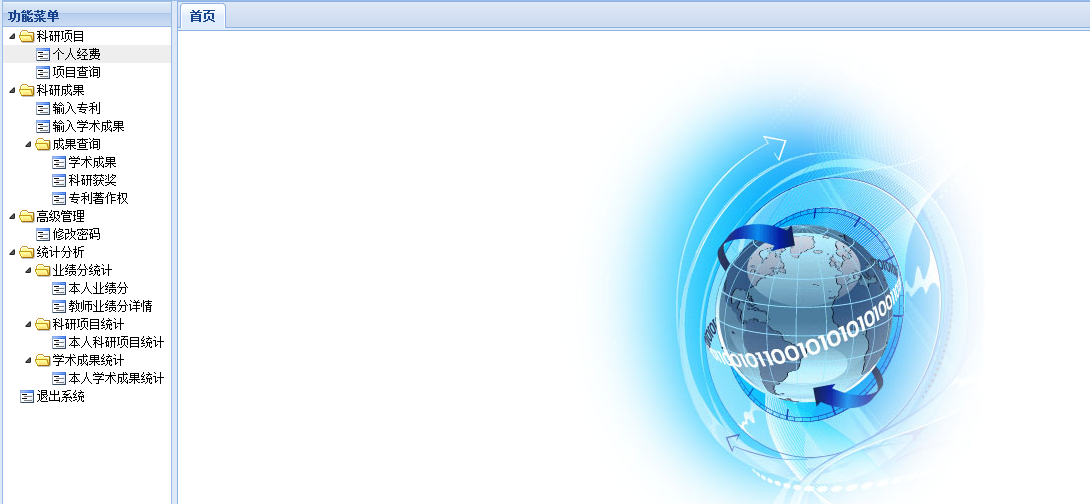 功能菜单
首页
科研项目
个人经费
项目查询
科研成果
输入专利
输入学术成果
成果查询
学术成果
科研获奖
专利著作权
高级管理
修改密码
统计分析
业绩分统计
本人业绩分
教师业绩分详情
科研项目统计
本人科研项目统计
学术成果统计
本人学术成果统计
退出系统